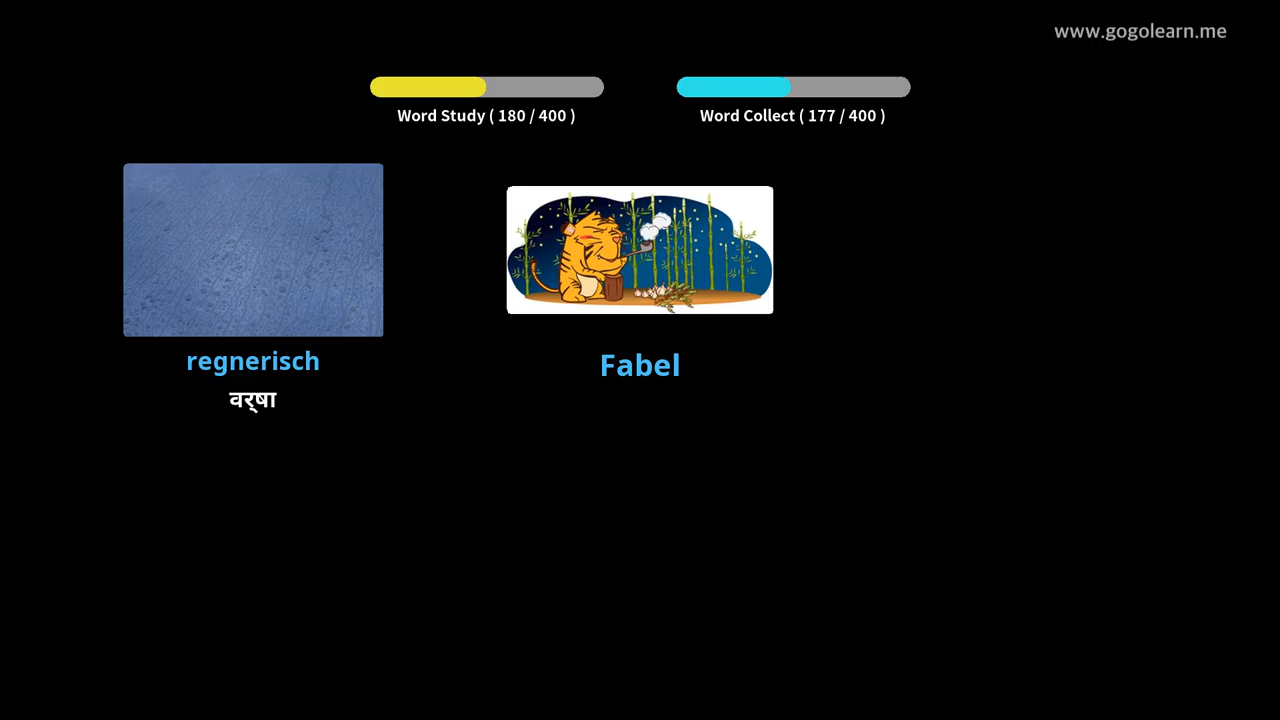 www.gogolearn.me
Word Study ( 180 / 400 )
Word Collect ( 177 / 400 )
regnerisch
वर्षा
Fabel